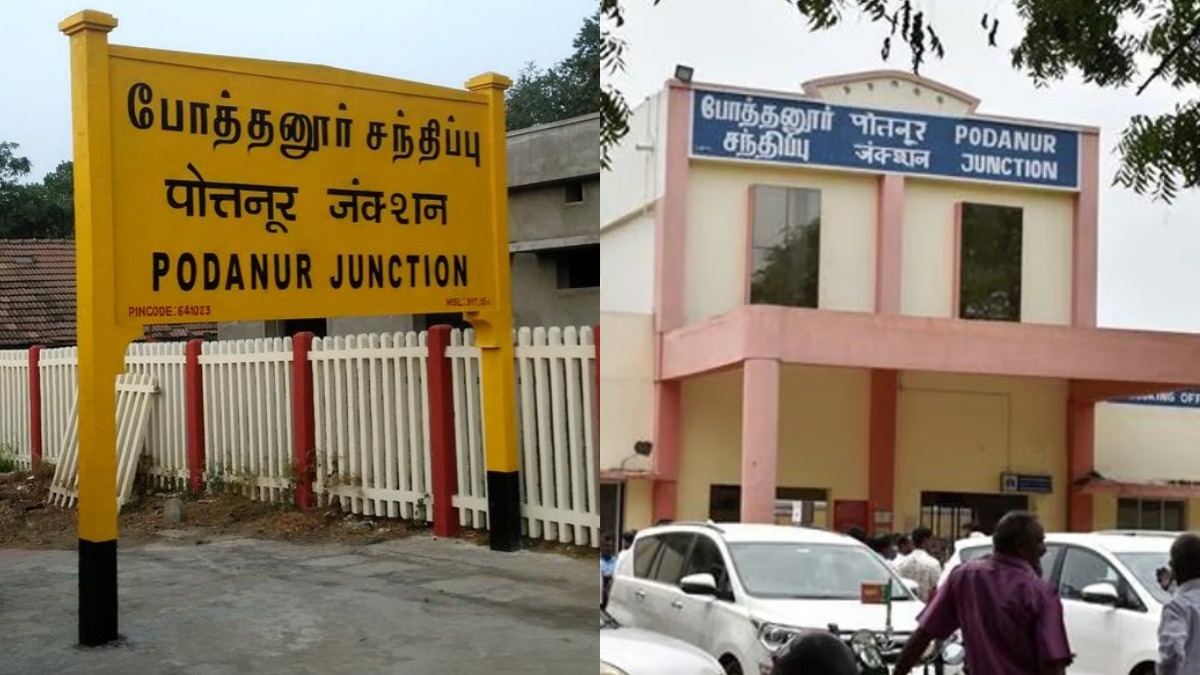 போத்தனூர் சந்திப்பு
पोत्तनूर जंक्शन
PODANUR JUNCTION
PINCODE: 641023
போத்தனூர் சந்திப்பு
पोतनूर जंक्शन
PODANUR JUNCTION